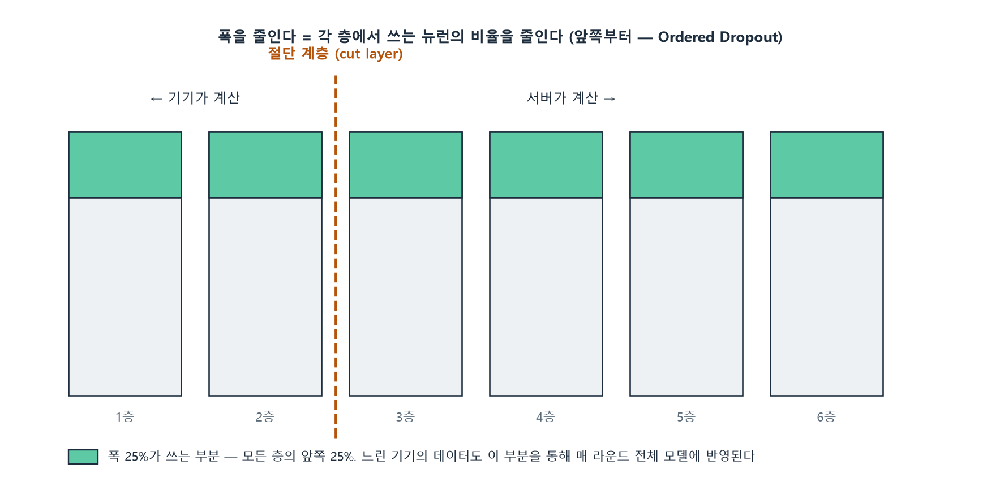 폭을 줄인다 = 각 층에서 쓰는 뉴런의 비율을 줄인다 (앞쪽부터 — Ordered Dropout)
절단 계층 (cut layer)
← 기기가 계산
서버가 계산 →
1층
2층
3층
4층
5층
6층
폭 25%가 쓰는 부분 — 모든 층의 앞쪽 25%. 느린 기기의 데이터도 이 부분을 통해 매 라운드 전체 모델에 반영된다